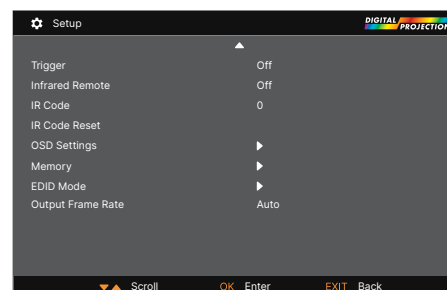 Setup
DIGITAL PROJECTION
Trigger Off
Infrared Remote Off
IR Code 0
IR Code Reset
OSD Settings
Memory
EDID Mode
Output Frame Rate Auto
Scroll OK Enter EXIT Back